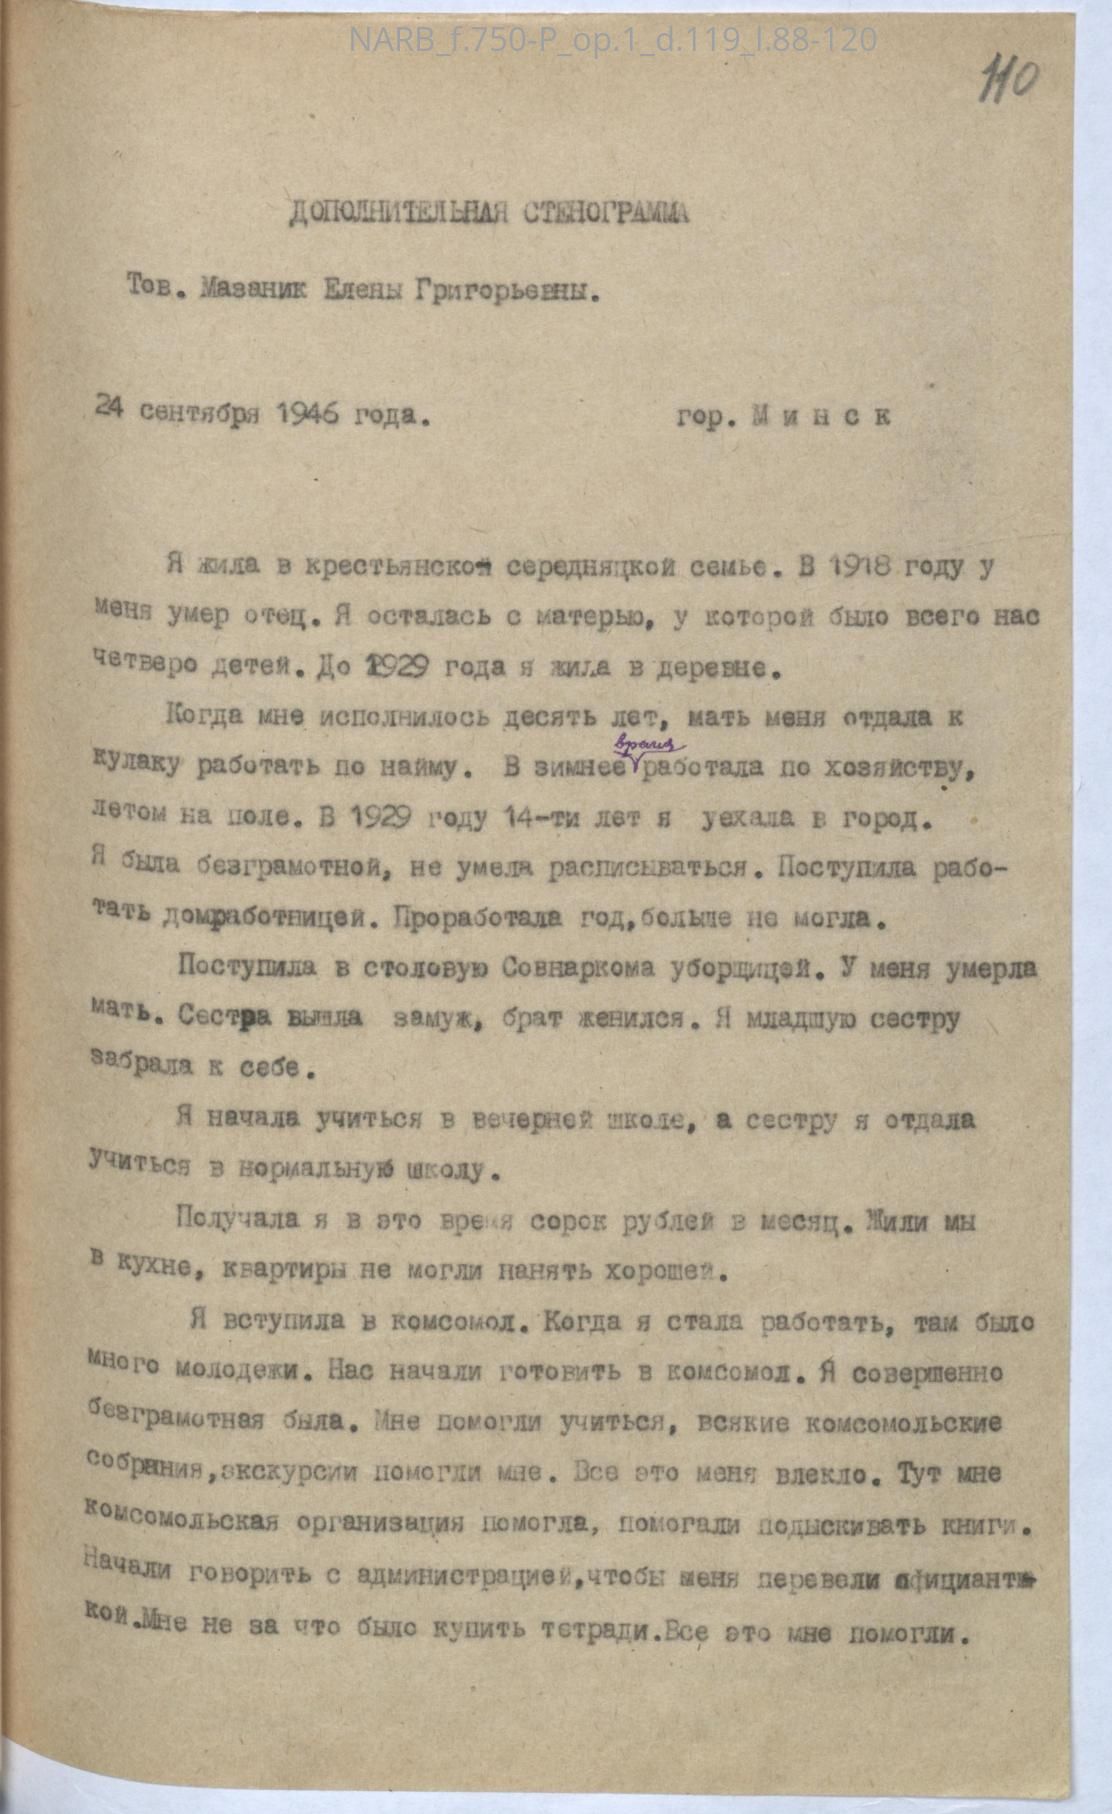 NARB_f.750-P_op.1_d.119_l.88-120
110
ДОПОЛНИТЕЛЬНАЯ СТЕНОГРАММА
Тов. Мазаник Елены Григорьевны.
24 сентября 1946 года. гор. М и н с к
Я жила в крестьянской середняцкой семье. В 1918 году у
меня умер отец. Я осталась с матерью, у которой было всего нас
четверо детей. До 1929 года я жила в деревне.
Когда мне исполнилось десять лет, мать меня отдала к
кулаку работать по найму. В зимнее время работала по хозяйству,
летом на поле. В 1929 году 14-ти лет я уехала в город.
Я была безграмотной, не умела расписываться. Поступила рабо-
тать домработницей. Проработала год, больше не могла.
Поступила в столовую Совнаркома уборщицей. У меня умерла
мать. Сестра вышла замуж, брат женился. Я младшую сестру
забрала к себе.
Я начала учиться в вечерней школе, а сестру я отдала
учиться в нормальную школу.
Получала я в это время сорок рублей в месяц. Жили мы
в кухне, квартиры не могли нанять хорошей.
Я вступила в комсомол. Когда я стала работать, там было
много молодежи. Нас начали готовить в комсомол. Я совершенно
безграмотная была. Мне помогли учиться, всякие комсомольские
собрания,экскурсии помогли мне. Все это меня влекло. Тут мне
комсомольская организация помогла, помогали подыскивать книги.
Начали говорить с администрацией,чтобы меня перевели официант-
кой.Мне не за что было купить тетради.Все это мне помогли.